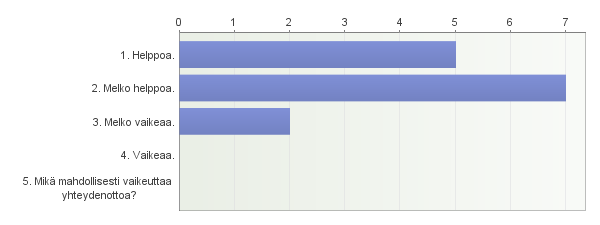 0 1 2 3 4 5 6 7
1. Helppoa.
2. Melko helppoa.
3. Melko vaikeaa.
4. Vaikeaa.
5. Mikä mahdollisesti vaikeuttaa
yhteydenottoa?